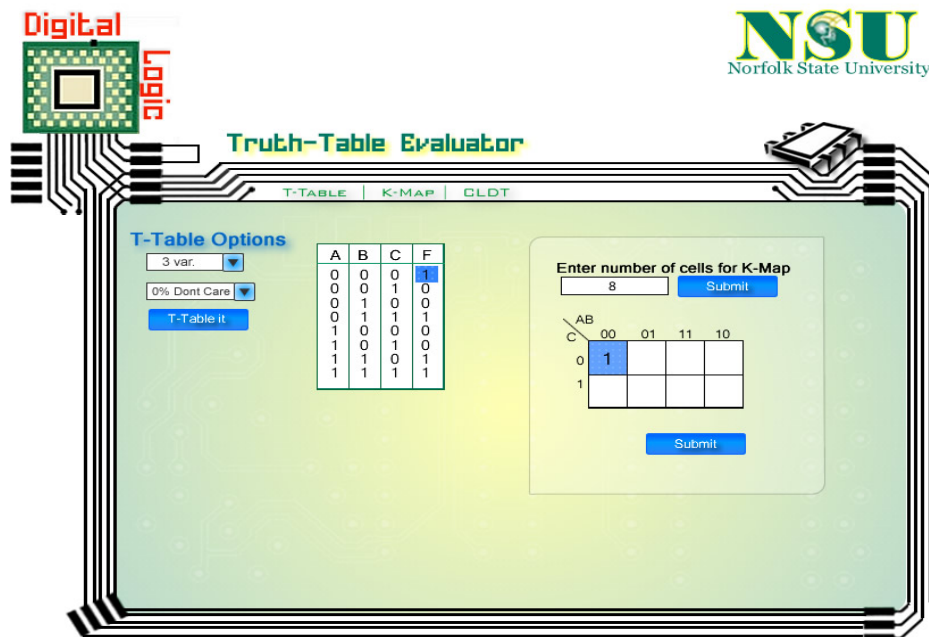 Digital
Logic
NSU
Norfolk State University
Truth-Table Evaluator
T-TABLE | K-MAP | CLDT
T-Table Options
3 var.
0% Dont Care
T-Table it
A B C F
0 0 0 1
0 0 1 0
0 1 0 0
0 1 1 1
1 0 0 0
1 0 1 0
1 1 0 1
1 1 1 1
Enter number of cells for K-Map
8 Submit
AB
C 00 01 11 10
0 1
1
Submit